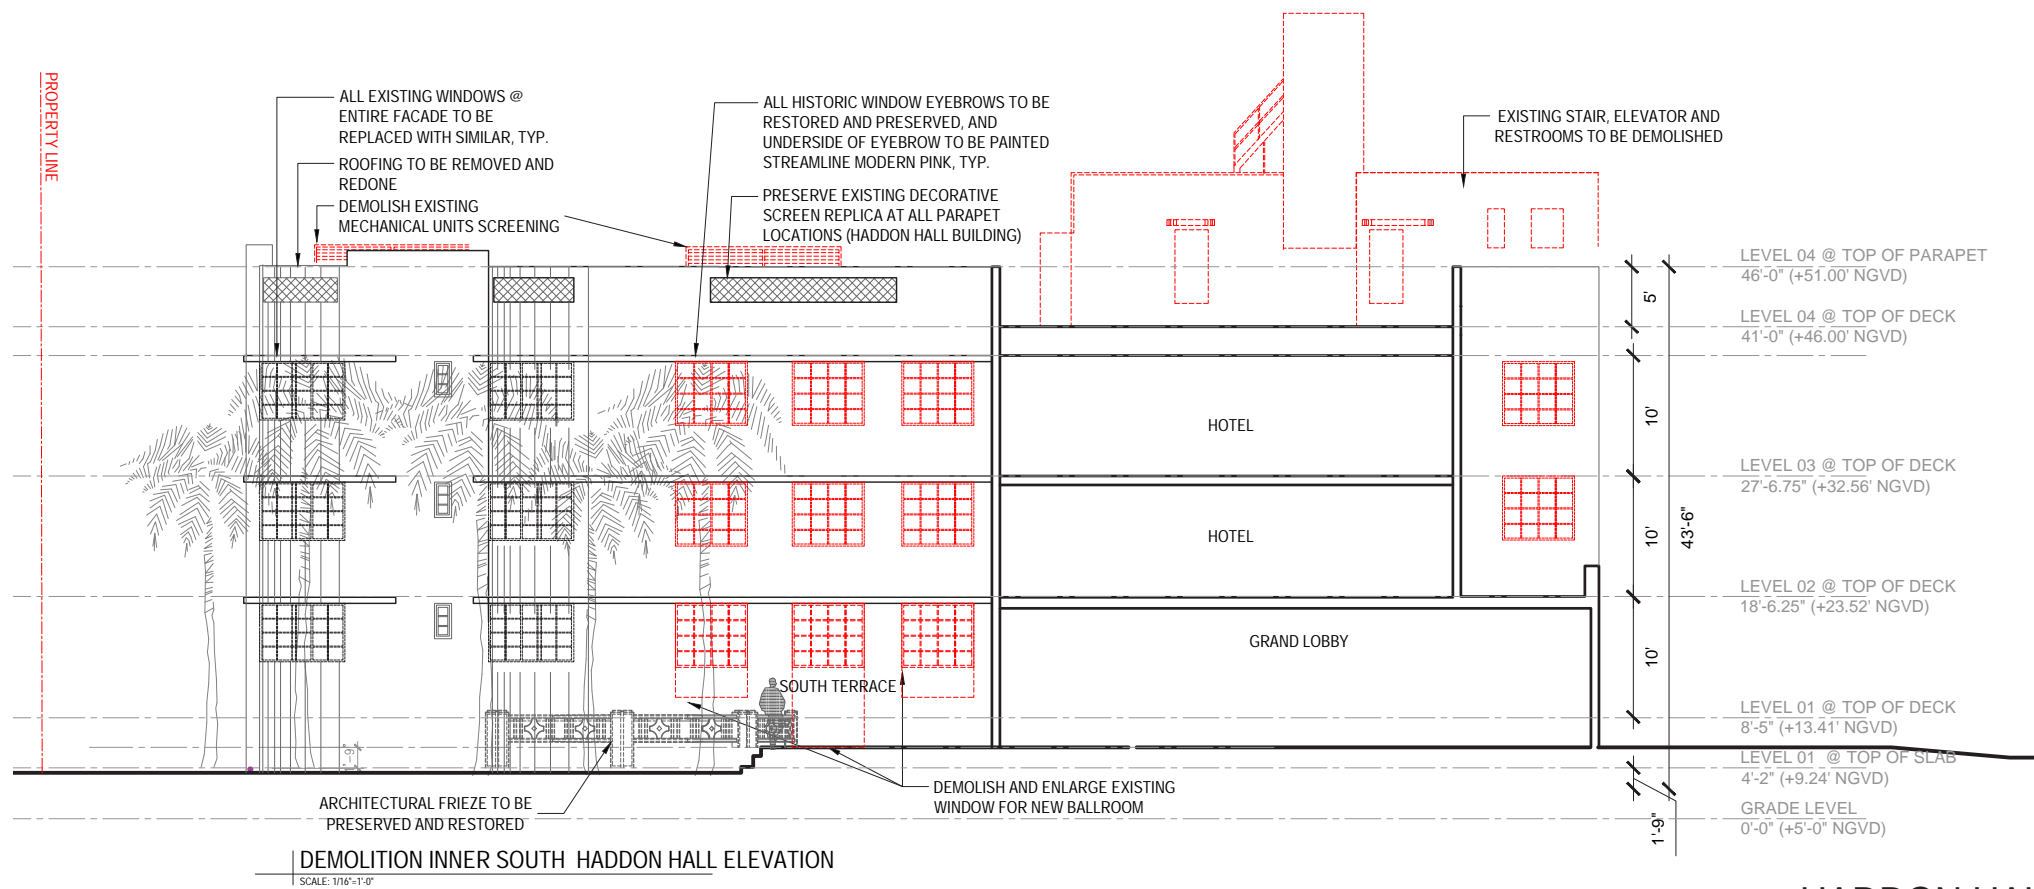 PROPERTY LINE
ALL EXISTING WINDOWS @
ENTIRE FACADE TO BE
REPLACED WITH SIMILAR, TYP.
ROOFING TO BE REMOVED AND
REDONE
DEMOLISH EXISTING
MECHANICAL UNITS SCREENING
ALL HISTORIC WINDOW EYEBROWS TO BE
RESTORED AND PRESERVED, AND
UNDERSIDE OF EYEBROW TO BE PAINTED
STREAMLINE MODERN PINK, TYP.
PRESERVE EXISTING DECORATIVE
SCREEN REPLICA AT ALL PARAPET
LOCATIONS (HADDON HALL BUILDING)
EXISTING STAIR, ELEVATOR AND
RESTROOMS TO BE DEMOLISHED
LEVEL 04 @ TOP OF PARAPET
46'-0" (+51.00' NGVD)
5'
LEVEL 04 @ TOP OF DECK
41'-0" (+46.00' NGVD)
10'
HOTEL
LEVEL 03 @ TOP OF DECK
27'-6.75" (+32.56' NGVD)
10'
43'-6"
HOTEL
LEVEL 02 @ TOP OF DECK
18'-6.25" (+23.52' NGVD)
10'
GRAND LOBBY
SOUTH TERRACE
LEVEL 01 @ TOP OF DECK
8'-5" (+13.41' NGVD)
1'-9"
LEVEL 01 @ TOP OF SLAB
4'-2" (+9.24' NGVD)
GRADE LEVEL
0'-0" (+5'-0" NGVD)
1'-9"
DEMOLISH AND ENLARGE EXISTING
WINDOW FOR NEW BALLROOM
ARCHITECTURAL FRIEZE TO BE
PRESERVED AND RESTORED
DEMOLITION INNER SOUTH HADDON HALL ELEVATION
SCALE: 1/16"=1'-0"